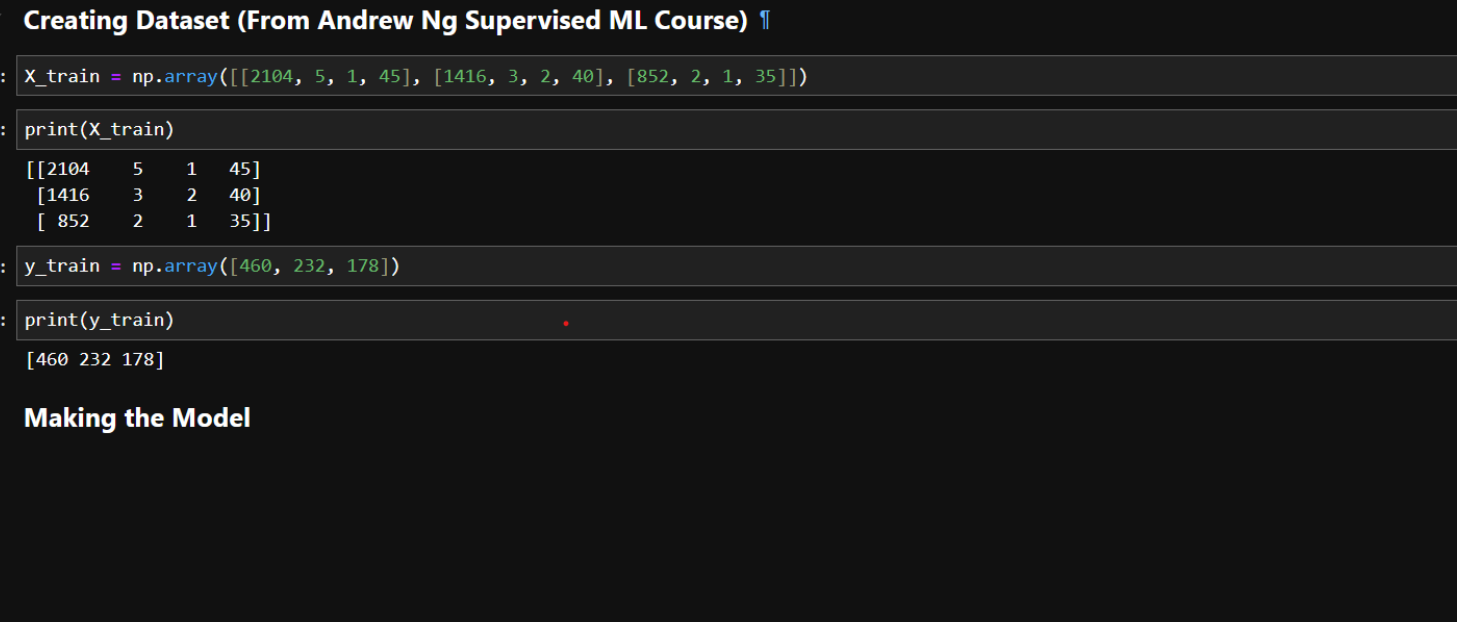 Creating Dataset (From Andrew Ng Supervised ML Course) ¶
: X_train = np.array([[2104, 5, 1, 45], [1416, 3, 2, 40], [852, 2, 1, 35]])
: print(X_train)
[[2104    5    1   45]
 [1416    3    2   40]
 [ 852    2    1   35]]
: y_train = np.array([460, 232, 178])
: print(y_train)
[460 232 178]
Making the Model